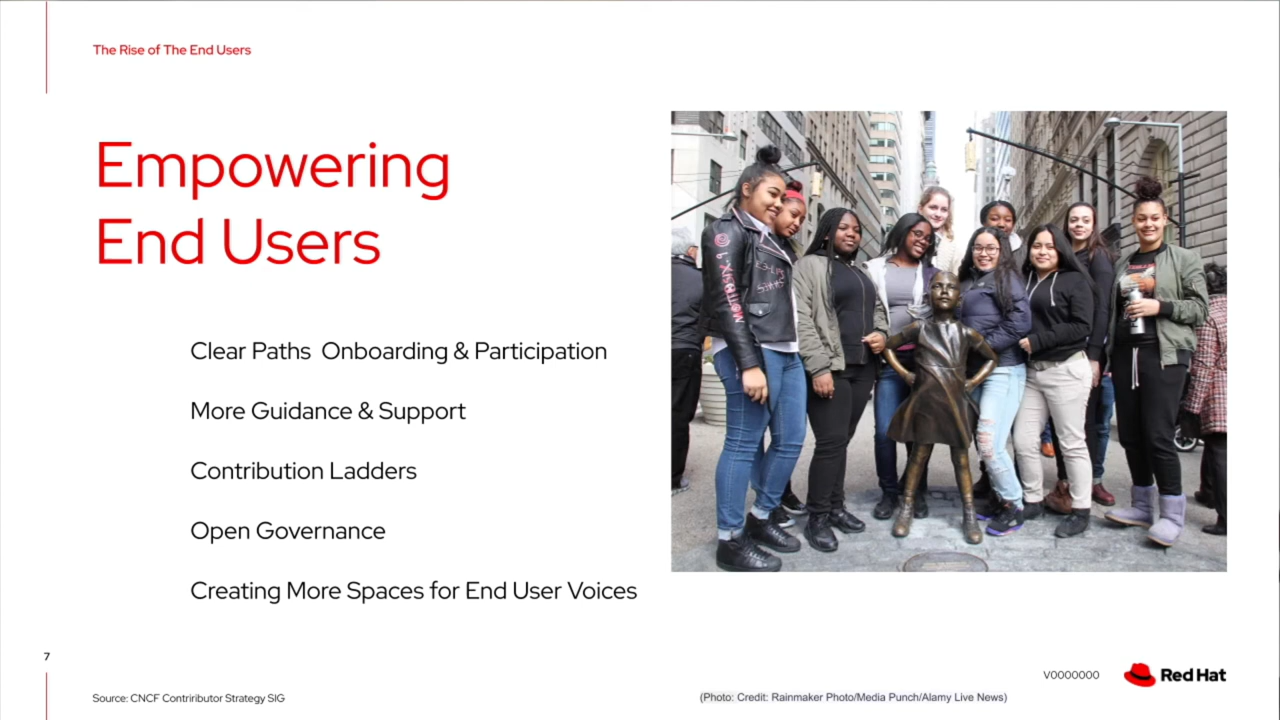 The Rise of The End Users
Empowering
End Users
Clear Paths  Onboarding & Participation
More Guidance & Support
Contribution Ladders
Open Governance
Creating More Spaces for End User Voices
7
Source: CNCF Contriributor Strategy SIG
(Photo: Credit: Rainmaker Photo/Media Punch/Alamy Live News)
V0000000
Red Hat